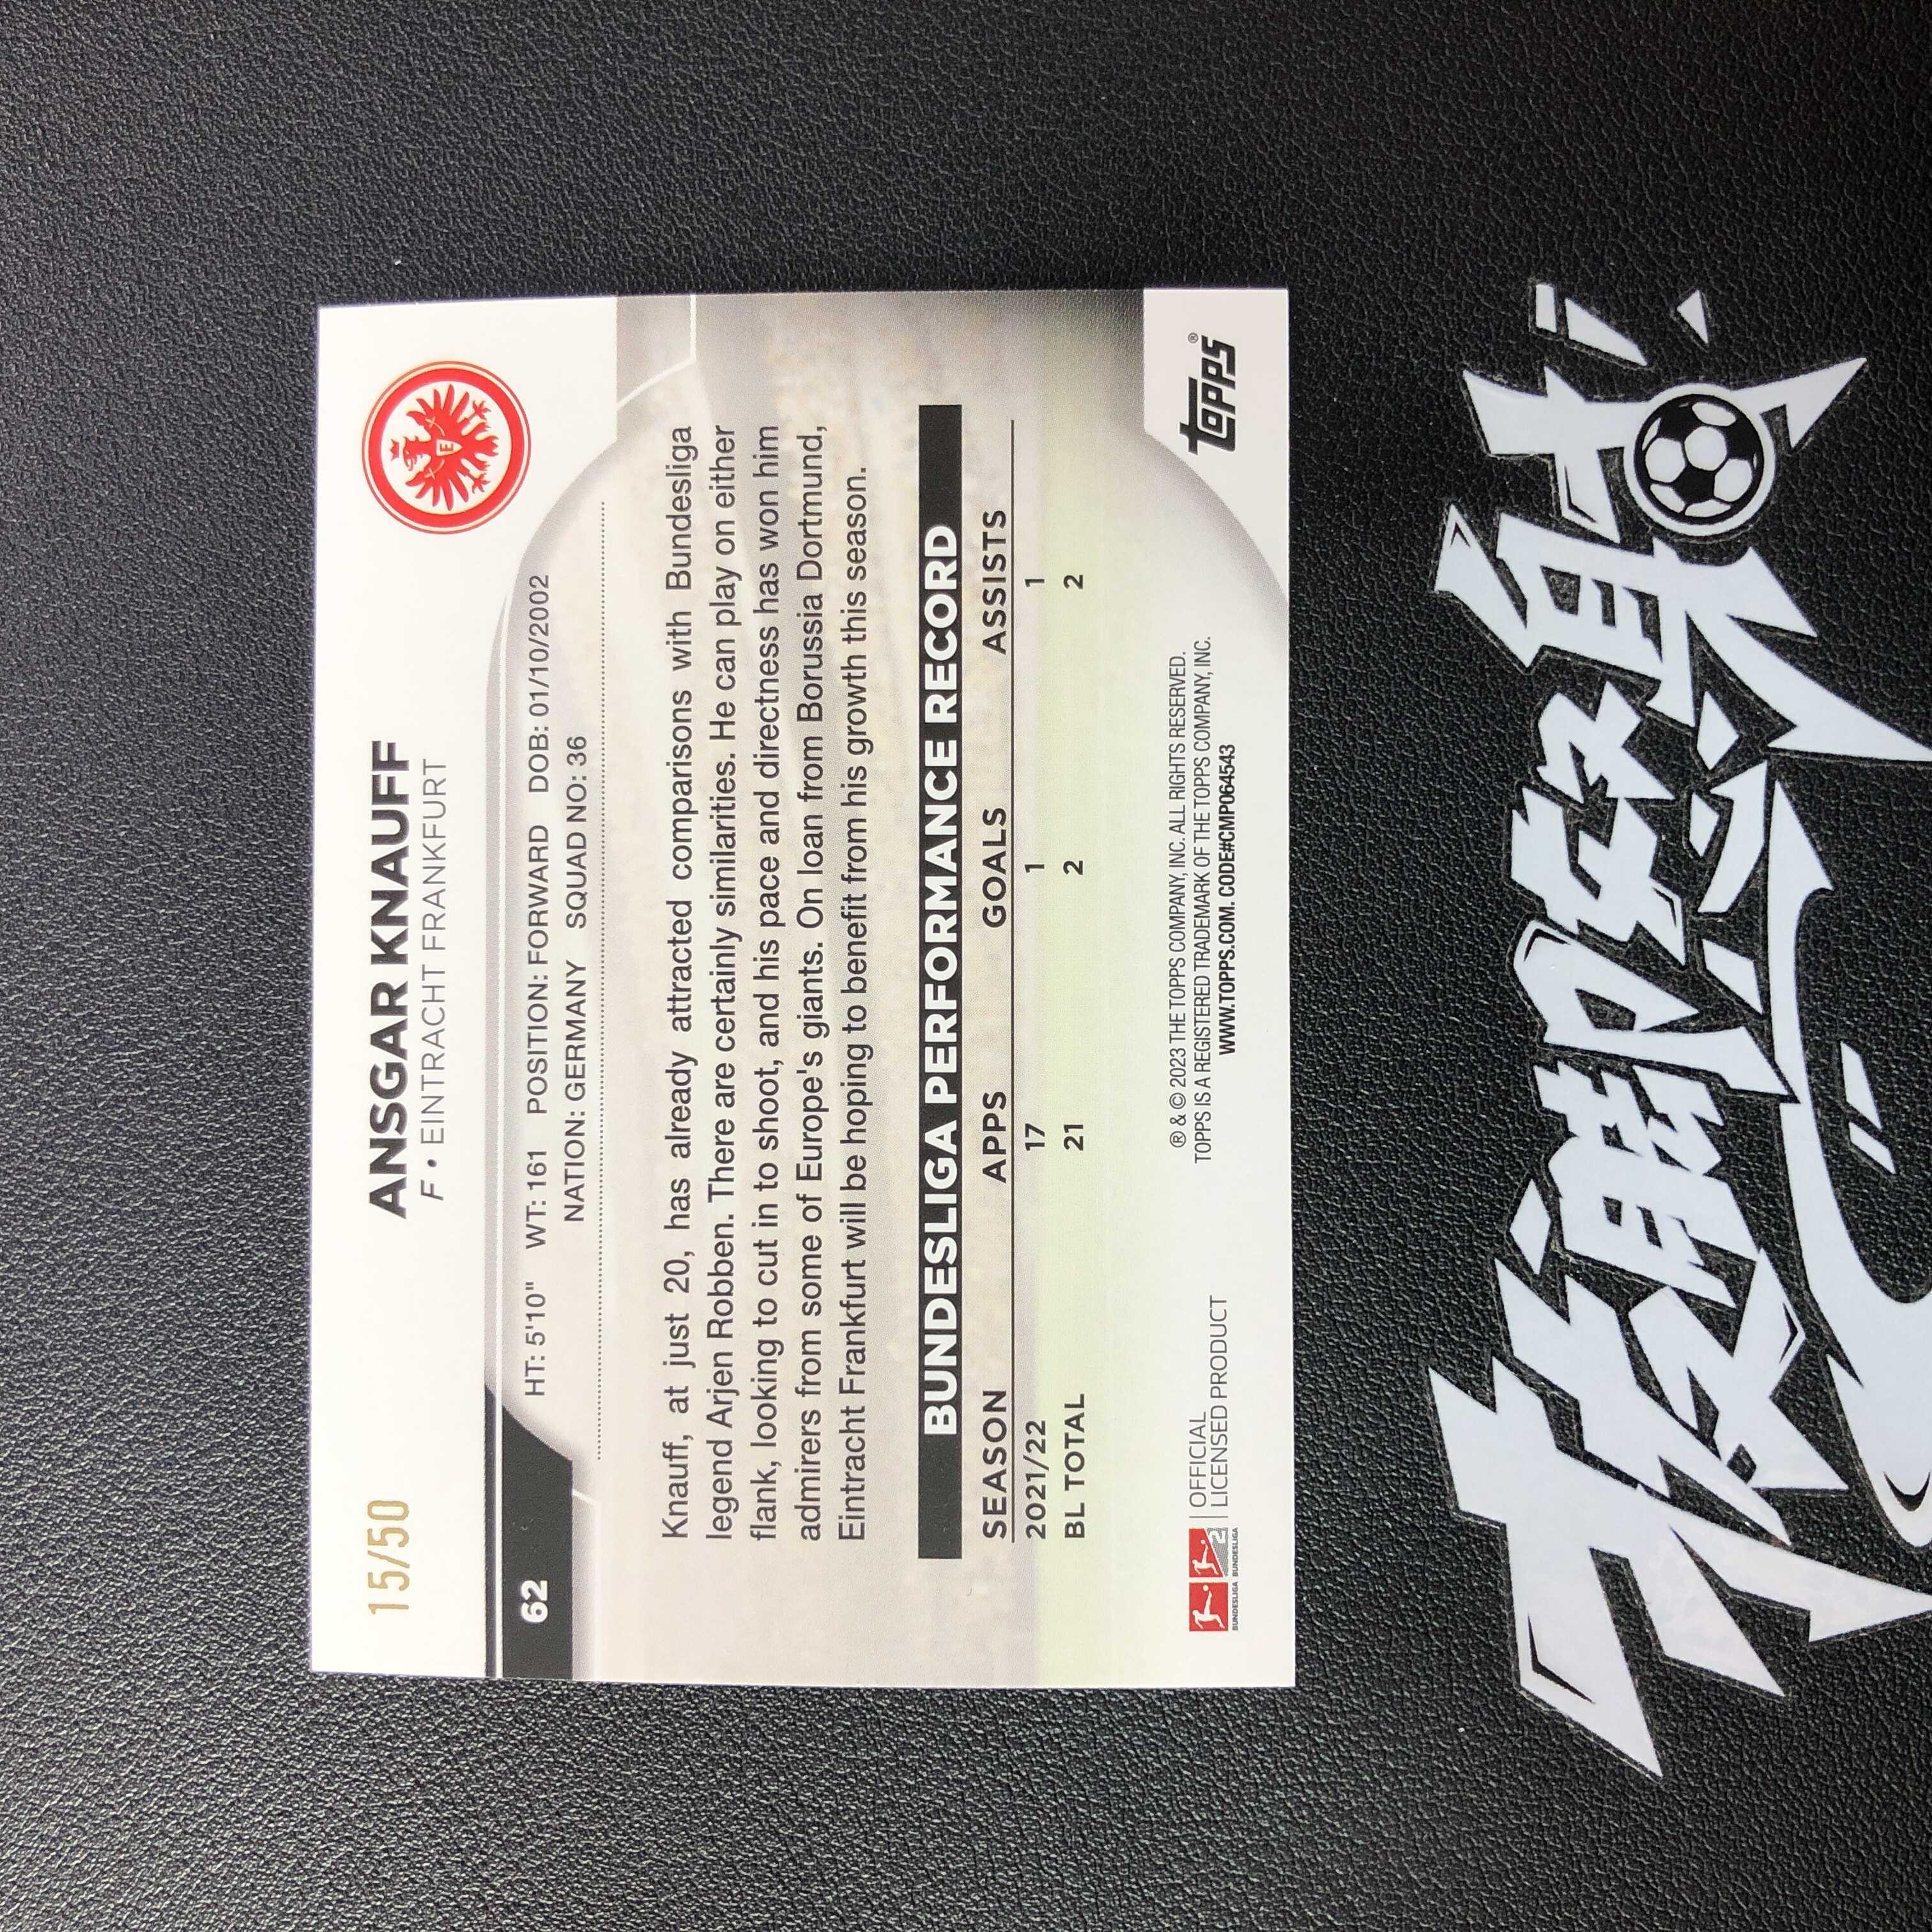 15/50
ANSGAR KNAUFF
F • EINTRACHT FRANKFURT
62
HT: 5'10" WT: 161 POSITION: FORWARD DOB: 01/10/2002
NATION: GERMANY SQUAD NO: 36
Knauff, at just 20, has already attracted comparisons with Bundesliga
legend Arjen Robben. There are certainly similarities. He can play on either
flank, looking to cut in to shoot, and his pace and directness has won him
admirers from some of Europe's giants. On loan from Borussia Dortmund,
Eintracht Frankfurt will be hoping to benefit from his growth this season.
BUNDESLIGA PERFORMANCE RECORD
SEASON APPS GOALS ASSISTS
2021/22 17 1 1
BL TOTAL 21 2 2
BUNDESLIGA BUNDESLIGA
OFFICIAL
LICENSED PRODUCT
® & © 2023 THE TOPPS COMPANY, INC. ALL RIGHTS RESERVED.
TOPPS IS A REGISTERED TRADEMARK OF THE TOPPS COMPANY, INC.
WWW.TOPPS.COM. CODE#CMP064543
topps®